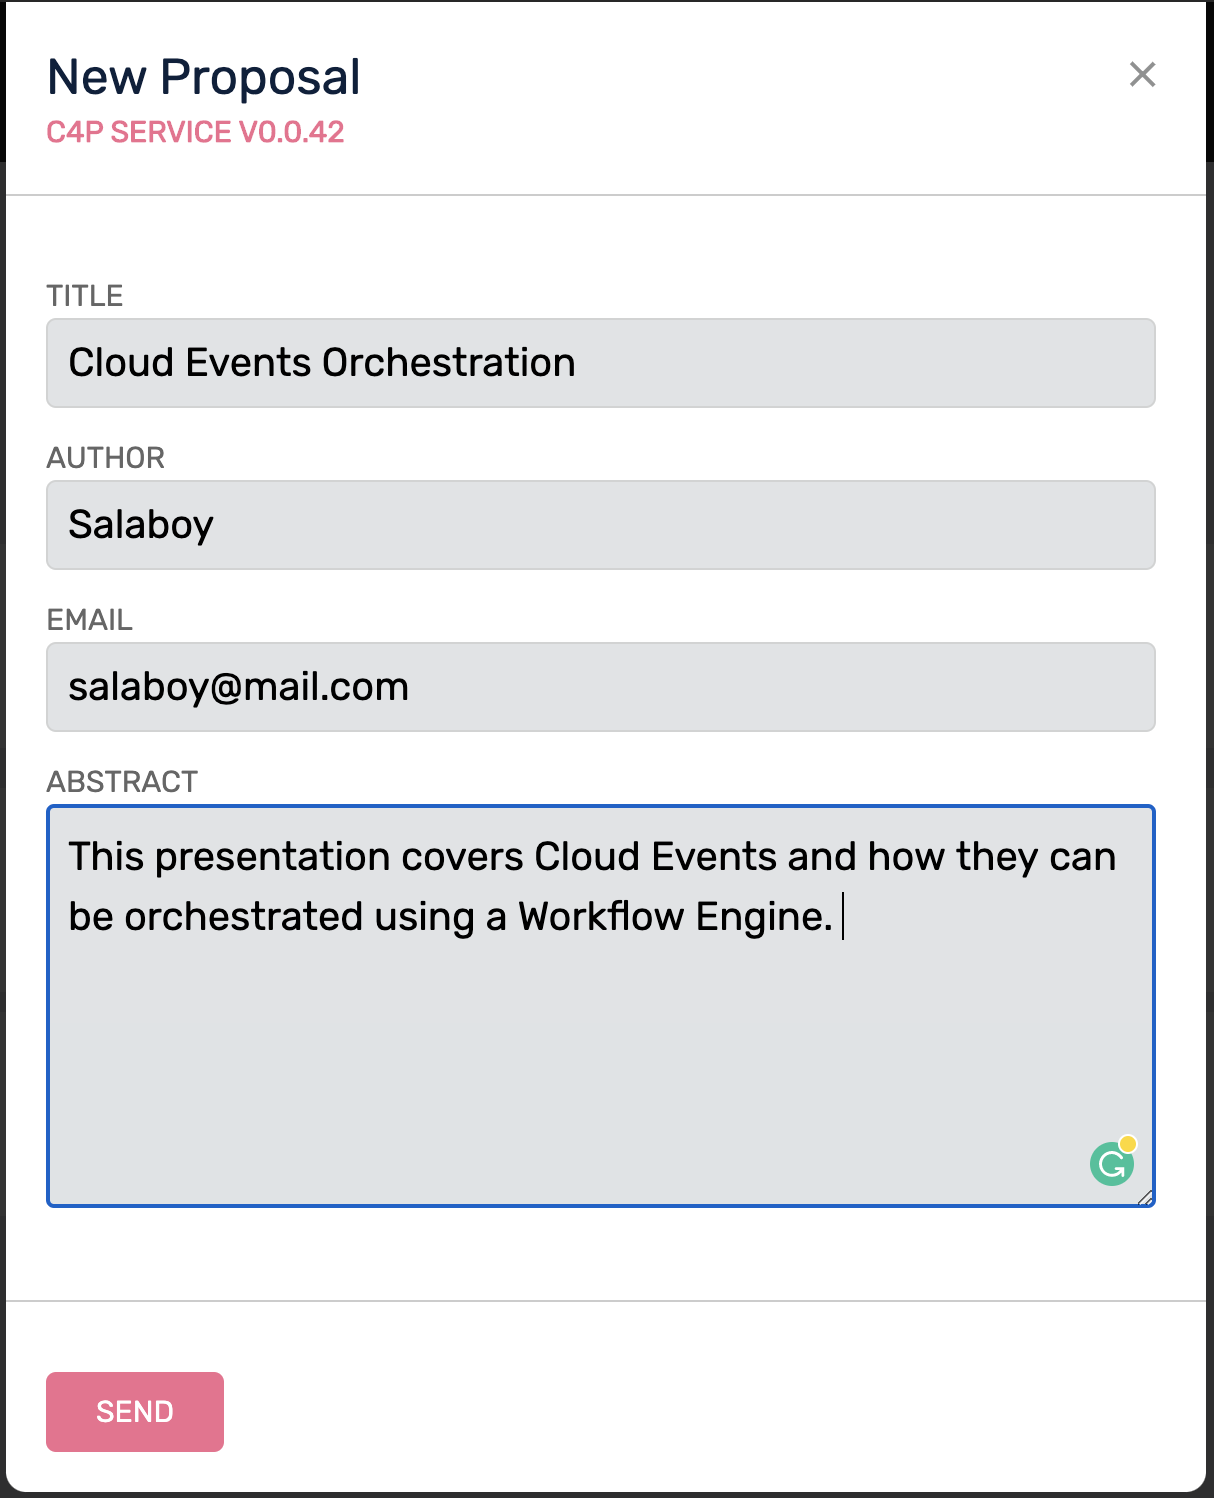 New Proposal
C4P SERVICE V0.0.42
TITLE
Cloud Events Orchestration
AUTHOR
Salaboy
EMAIL
salaboy@mail.com
ABSTRACT
This presentation covers Cloud Events and how they can
be orchestrated using a Workflow Engine.
SEND